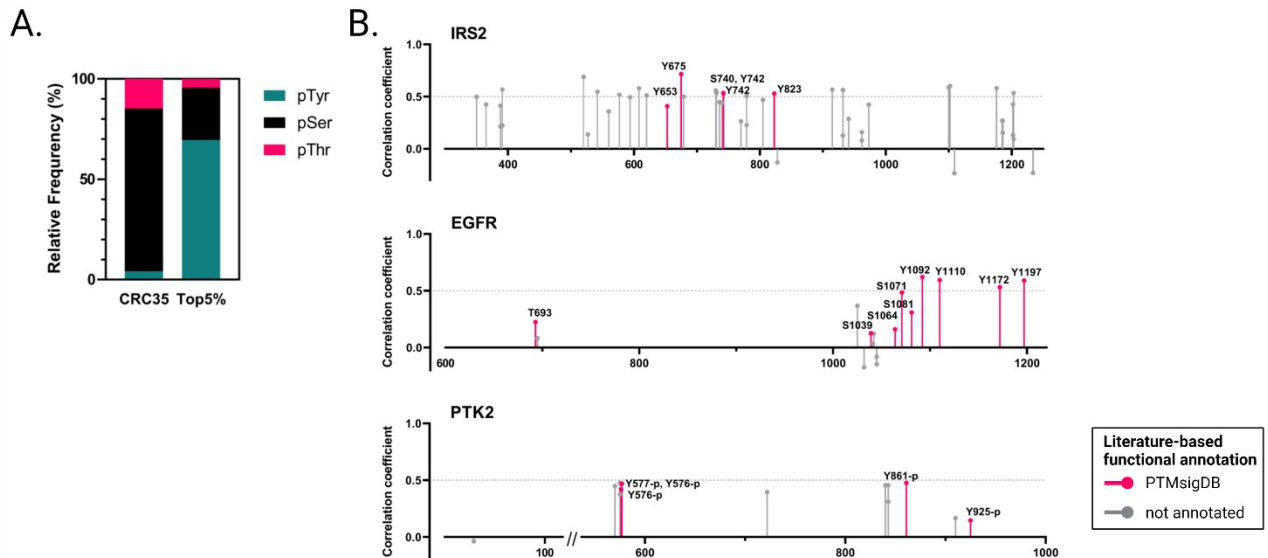 A.
B.
Relative Frequrency (%)
100
50
0
CRC35 Top5%
pTyr
pSer
pThr
IRS2
Correlation coefficient
1.0
0.5
0.0
Y653
Y675
S740, Y742
Y742
Y823
400
600
800
1000
1200
EGFR
Correlation coefficient
1.0
0.5
0.0
T693
S1039
S1064
S1071
S1081
Y1092
Y1110
Y1172
Y1197
600
800
1000
1200
PTK2
Correlation coefficient
1.0
0.5
0.0
Y577-p, Y576-p
Y576-p
Y861-p
Y925-p
100
//
600
800
1000
Literature-based
functional annotation
PTMsigDB
not annotated